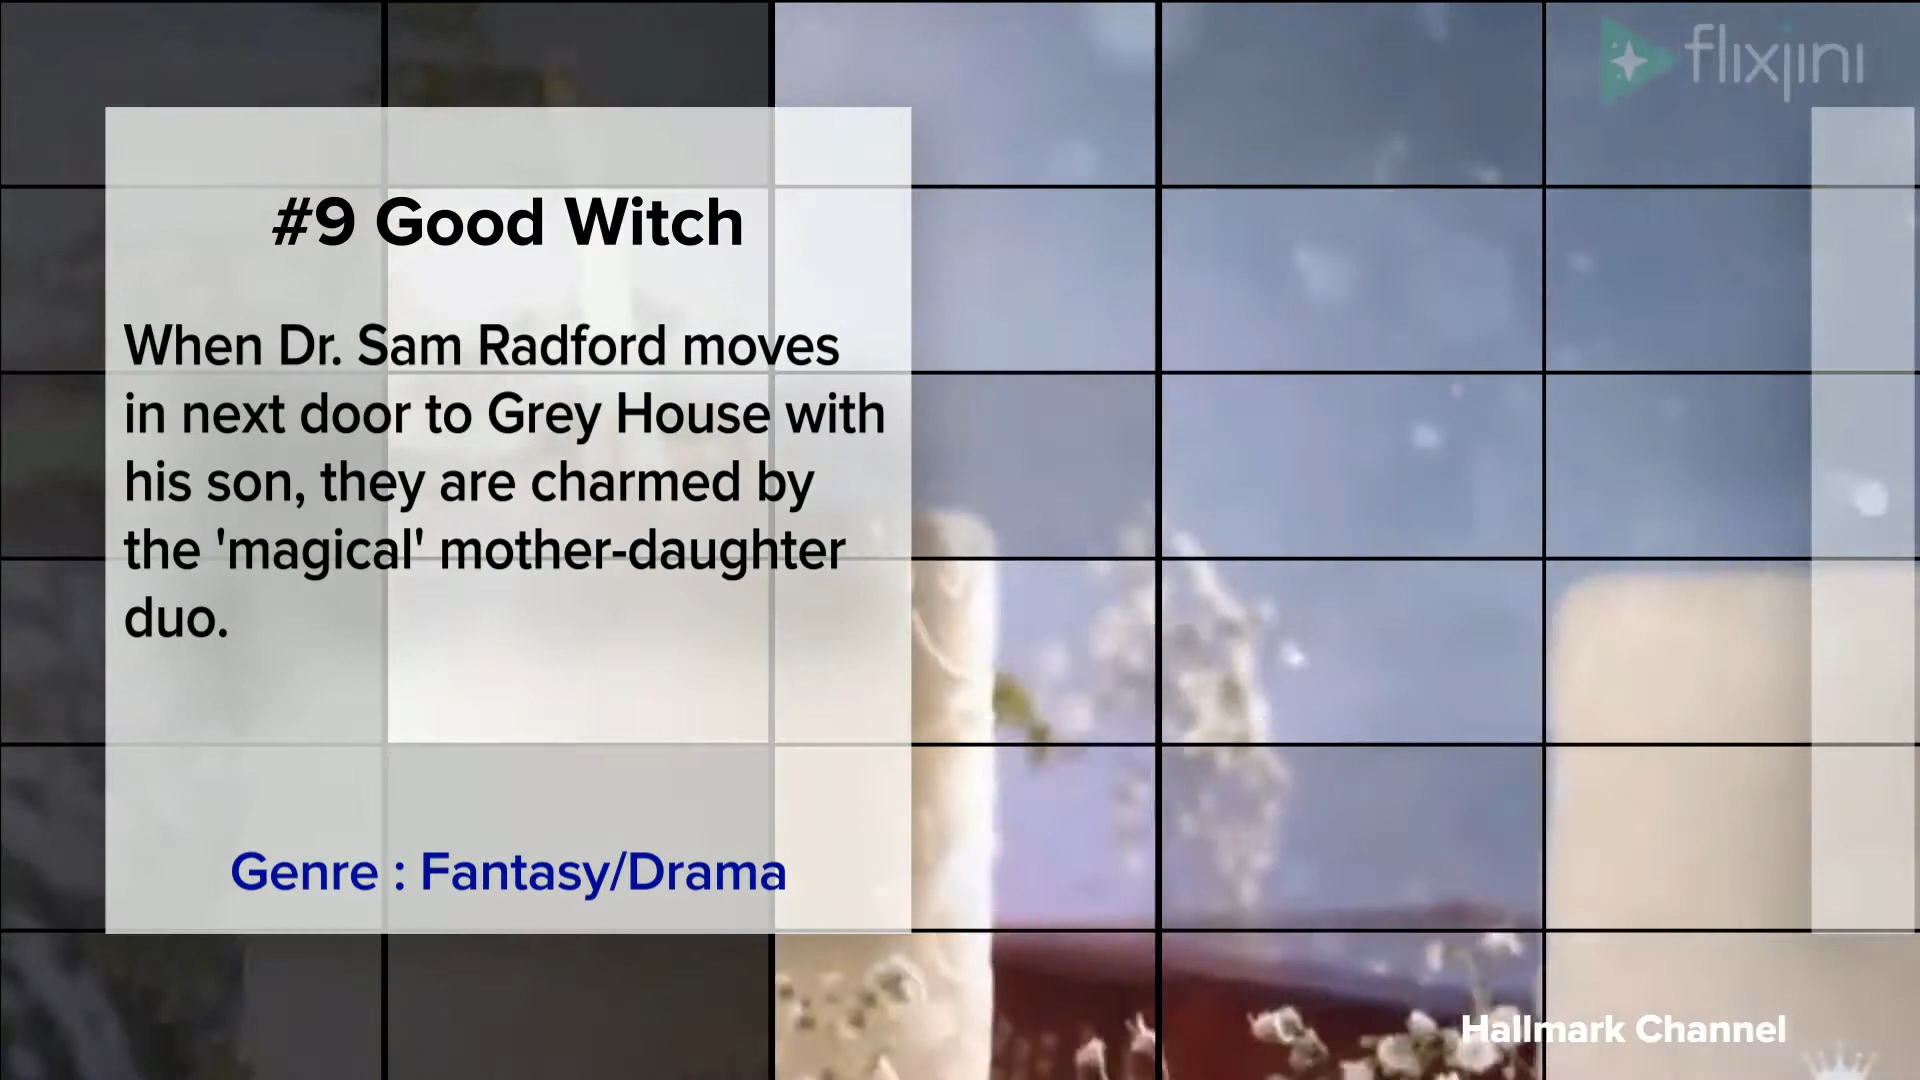 flixjini
#9 Good Witch
When Dr. Sam Radford moves
in next door to Grey House with
his son, they are charmed by
the 'magical' mother-daughter
duo.
Genre : Fantasy/Drama
Hallmark Channel